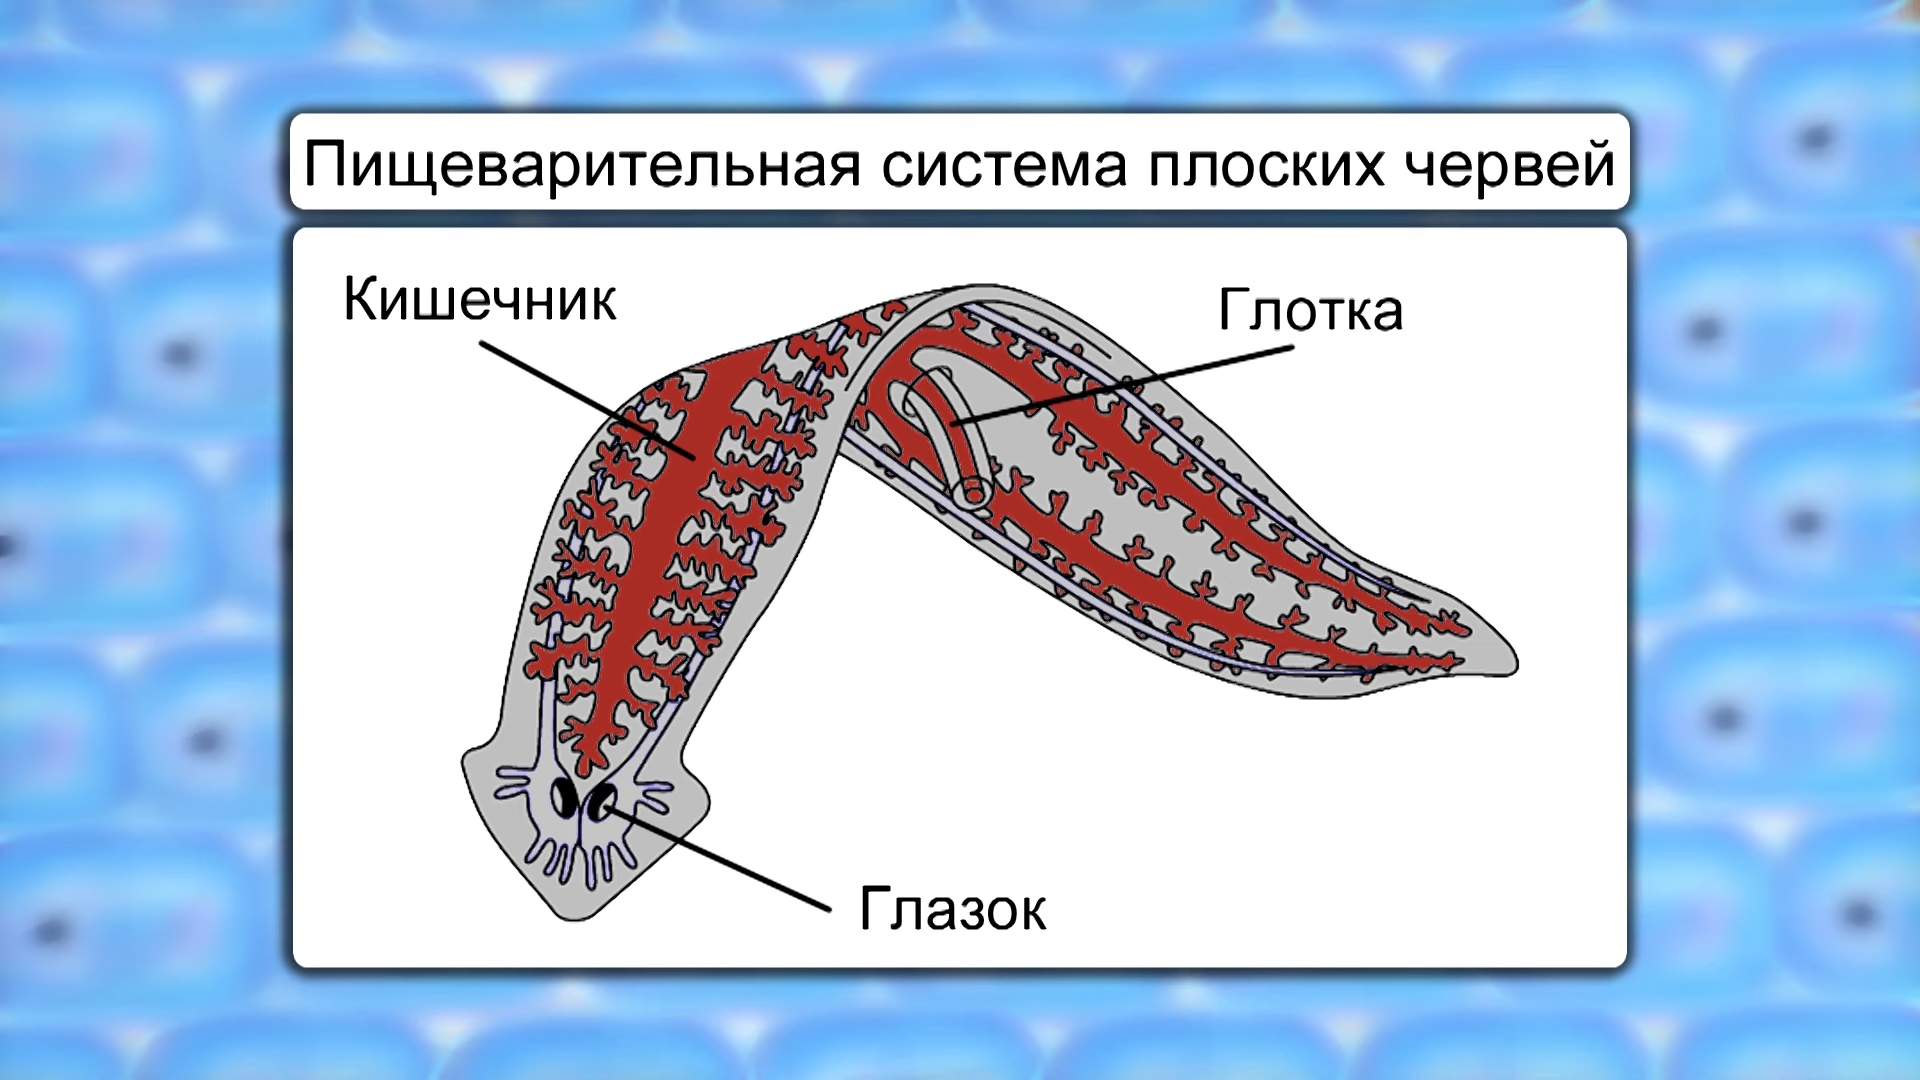 Пищеварительная система плоских червей
Кишечник
Глотка
Глазок